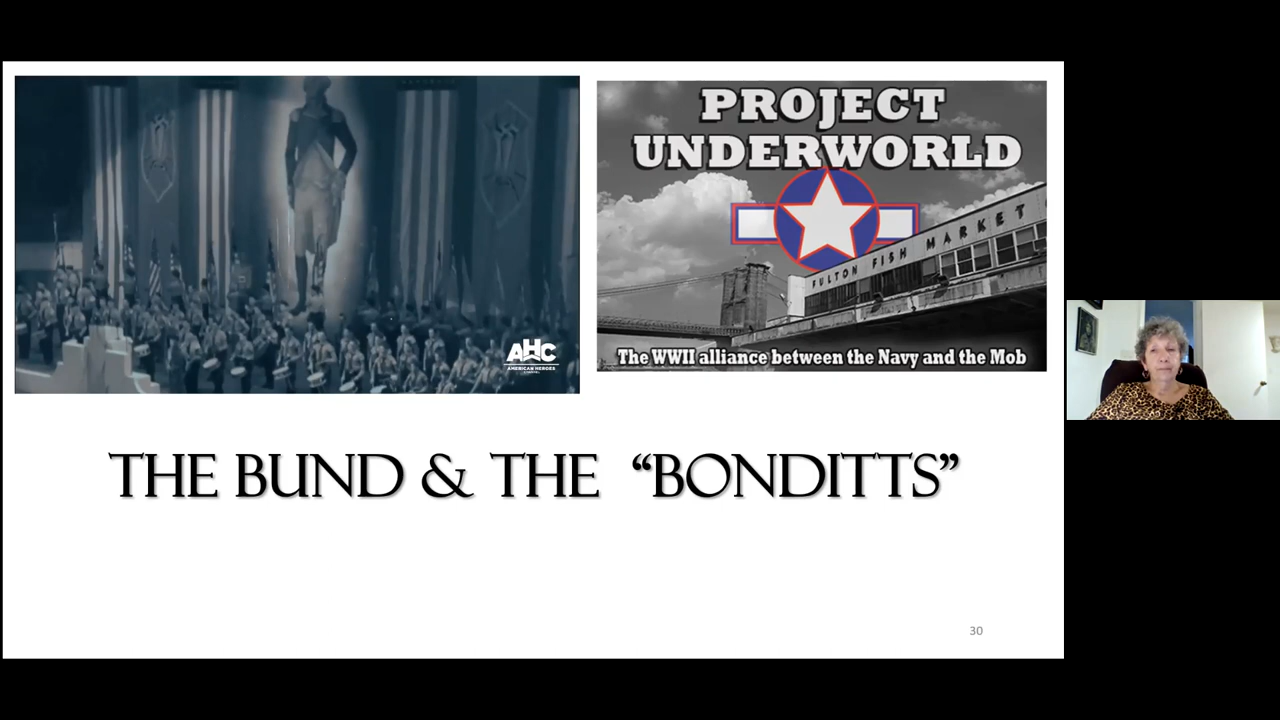 AHC
AMERICAN HEROES
CHANNEL
PROJECT
UNDERWORLD
FULTON FISH MARKET
The WWII alliance between the Navy and the Mob
THE BUND & THE “BONDITTS”
30